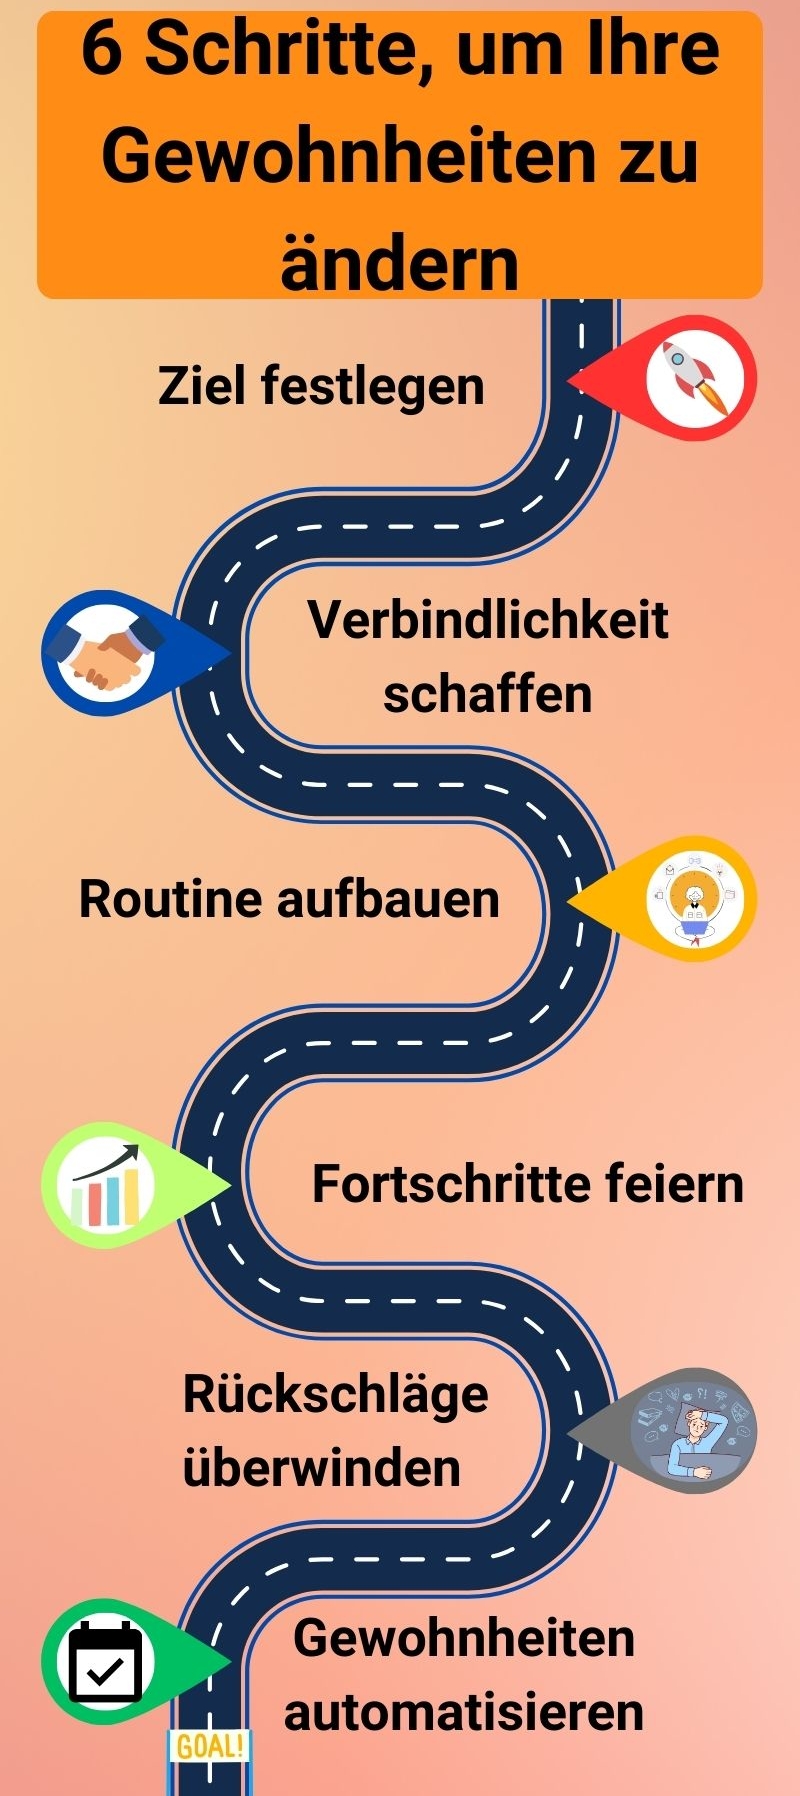 6 Schritte, um Ihre
Gewohnheiten zu
ändern
Ziel festlegen
Verbindlichkeit
schaffen
Routine aufbauen
Fortschritte feiern
Rückschläge
überwinden
Gewohnheiten
automatisieren
GOAL!